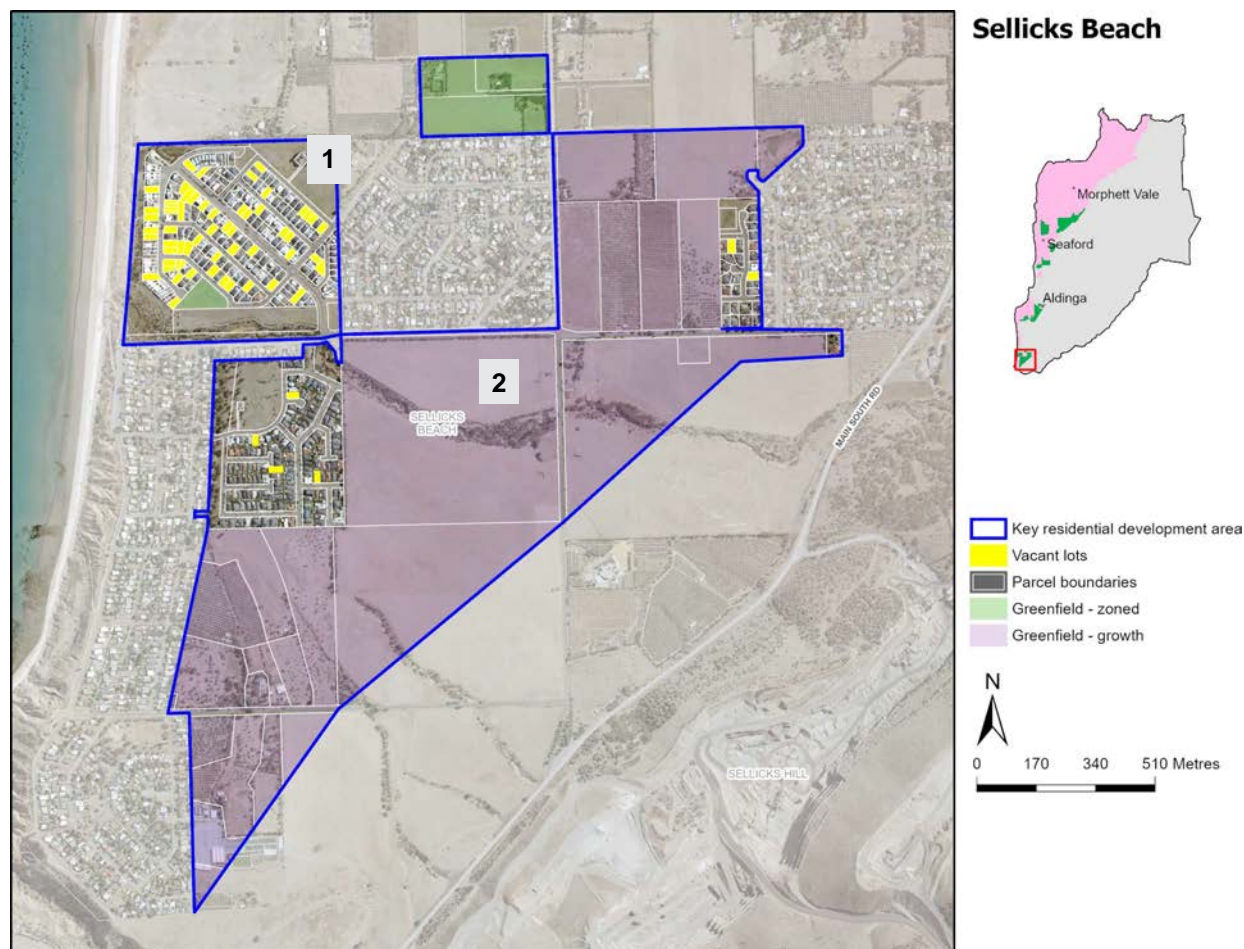 Sellicks Beach
1
2
SELLICKS
BEACH
MAIN SOUTH RD
SELLICKS HILL
Morphett Vale
Seaford
Aldinga
Key residential development area
Vacant lots
Parcel boundaries
Greenfield - zoned
Greenfield - growth
N
0 170 340 510 Metres